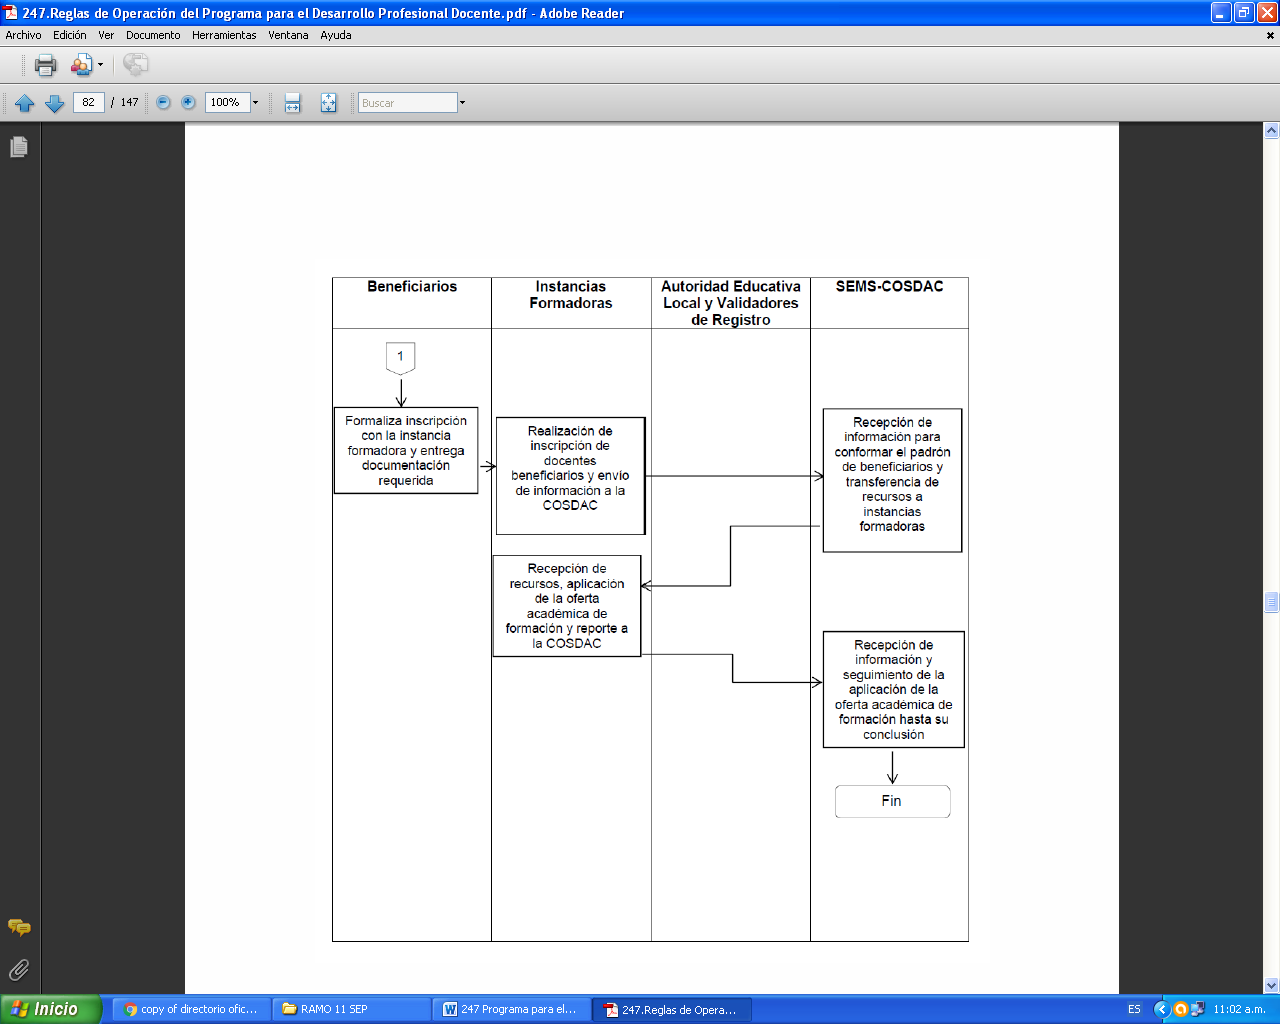 247.Reglas de Operación del Programa para el Desarrollo Profesional Docente.pdf - Adobe Reader
Archivo Edición Ver Documento Herramientas Ventana Ayuda
82 / 147 100% Buscar
Beneficiarios
Instancias
Formadoras
Autoridad Educativa
Local y Validadores
de Registro
SEMS-COSDAC
1
Formaliza inscripción
con la instancia
formadora y entrega
documentación
requerida
Realización de
inscripción de
docentes
beneficiarios y envío
de información a la
COSDAC
Recepción de
información para
conformar el padrón
de beneficiarios y
transferencia de
recursos a
instancias
formadoras
Recepción de
recursos, aplicación
de la oferta
académica de
formación y reporte a
la COSDAC
Recepción de
información y
seguimiento de la
aplicación de la
oferta académica de
formación hasta su
conclusión
Fin
Inicio
copy of directorio ofic...
RAMO 11 SEP
247 Programa para el...
247.Reglas de Opera...
ES
11:02 a.m.